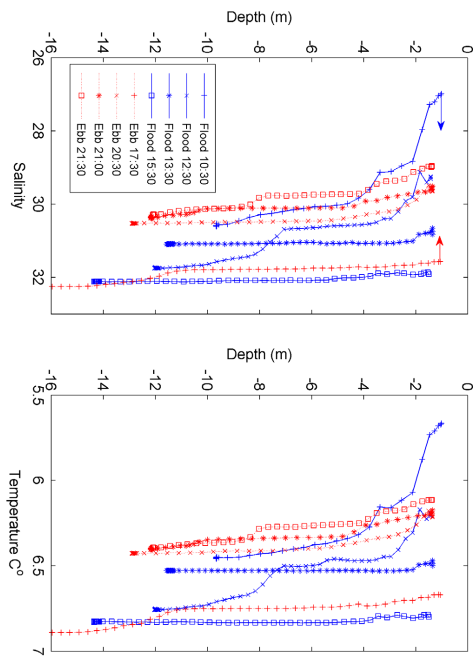 Depth (m)
-16 -14 -12 -10 -8 -6 -4 -2 0
26
28
30
32
Salinity
Flood 10:30
Flood 12:30
Flood 13:30
Flood 15:30
Ebb 17:30
Ebb 20:30
Ebb 21:00
Ebb 21:30
Depth (m)
-16 -14 -12 -10 -8 -6 -4 -2 0
5.5
6
6.5
7
Temperature C°